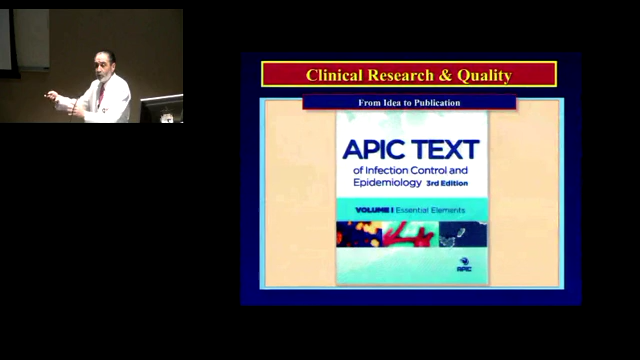 Clinical Research & Quality
From Idea to Publication
APIC TEXT
of Infection Control and
Epidemiology 3rd Edition
VOLUME I | Essential Elements
APIC